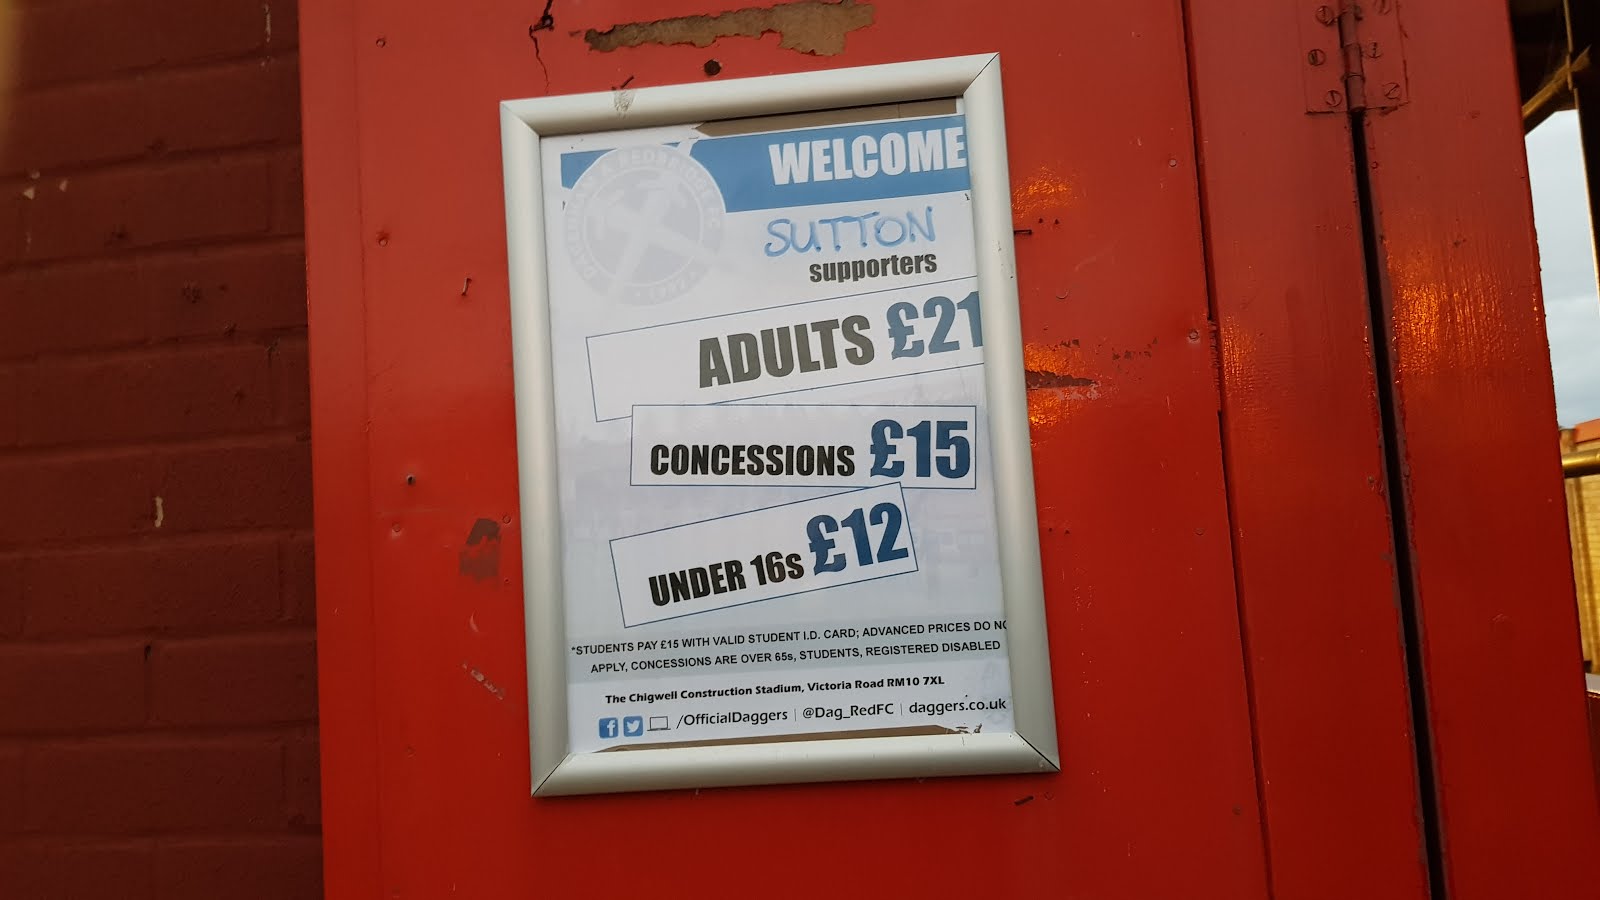 WELCOME
SUTTON
supporters
ADULTS £21
CONCESSIONS £15
UNDER 16s £12
*STUDENTS PAY £15 WITH VALID STUDENT I.D. CARD; ADVANCED PRICES DO NO
APPLY, CONCESSIONS ARE OVER 65s, STUDENTS, REGISTERED DISABLED
The Chigwell Construction Stadium, Victoria Road RM10 7XL
/OfficialDaggers | @Dag_RedFC | daggers.co.uk